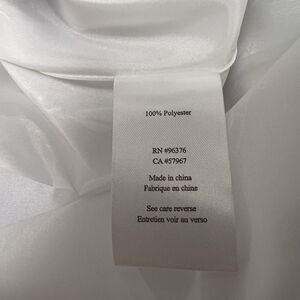 100% Polyester
RN #96376
CA #57967
Made in china
Fabrique en chine
See care reverse
Entretien voir au verso